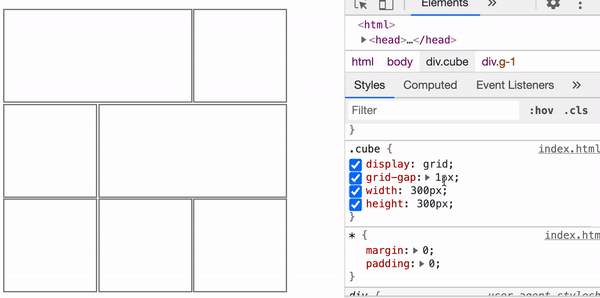 Elements »
<html>
<head>…</head>
html body div.cube div.g-1
Styles Computed Event Listeners »
Filter :hov .cls
}
.cube { index.html
display: grid;
grid-gap: 1px;
width: 300px;
height: 300px;
}
* { index.htm
margin: 0;
padding: 0;
}
div { user agent stylesh